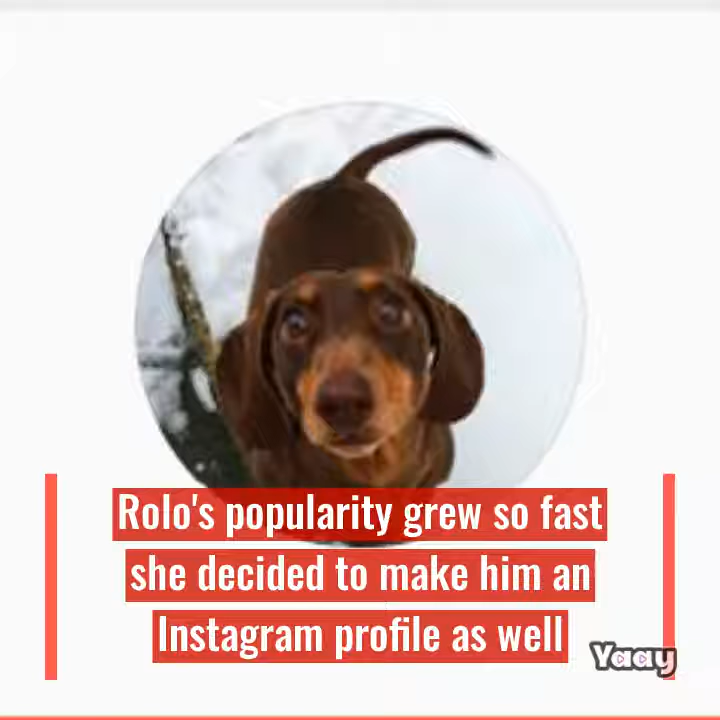 Rolo's popularity grew so fast
she decided to make him an
Instagram profile as well
Yaay